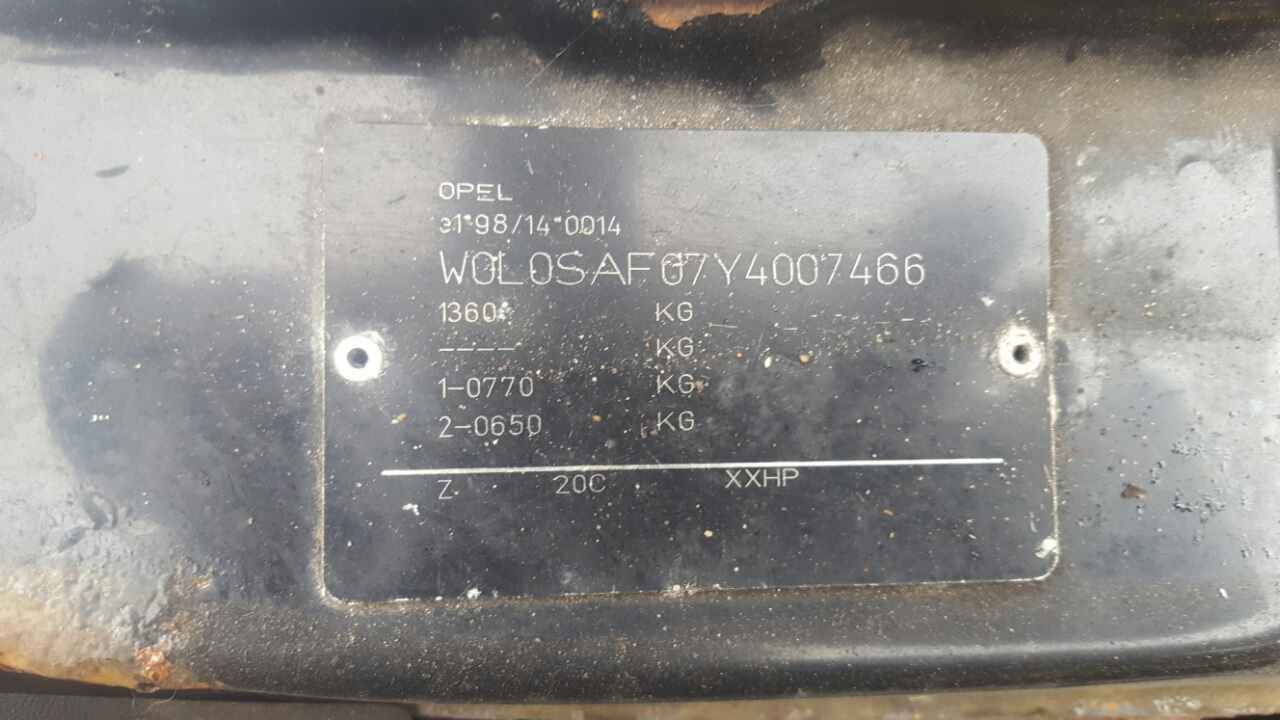 OPEL
e1*98/14*0014
W0L0SAF07Y4007466
1360 KG
---- KG
1-0770 KG
2-0650 KG
Z 20C XXHP